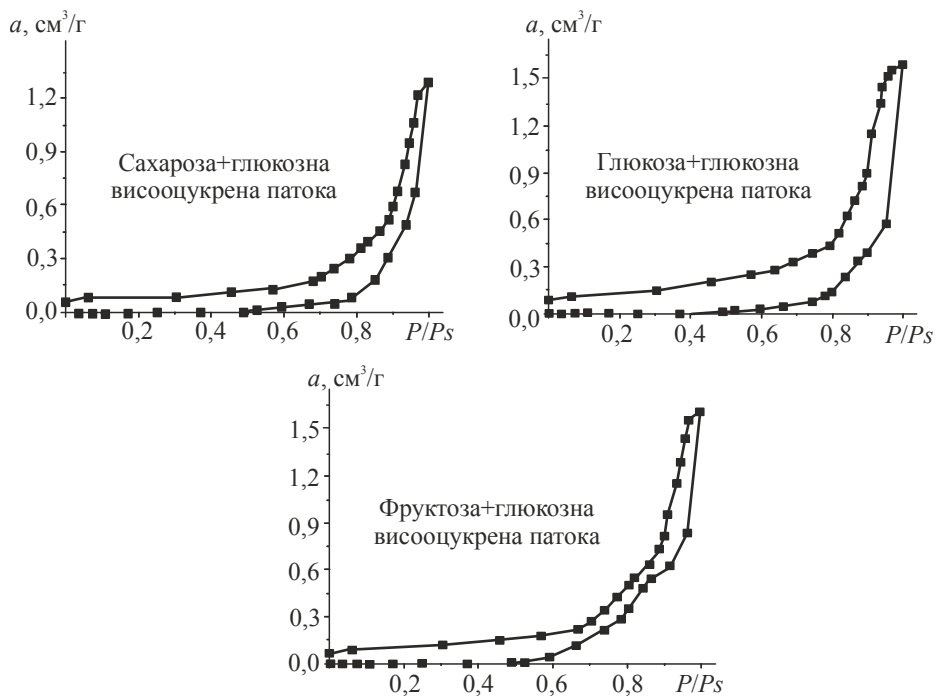 a, см³/г
1,2
0,9
0,6
0,3
0,0
0,2
0,4
0,6
0,8
P/Ps
Сахароза+глюкозна
висооцукрена патока
a, см³/г
1,5
1,2
0,9
0,6
0,3
0,0
0,2
0,4
0,6
0,8
P/Ps
Глюкоза+глюкозна
висооцукрена патока
a, см³/г
1,5
1,2
0,9
0,6
0,3
0,0
0,2
0,4
0,6
0,8
P/Ps
Фруктоза+глюкозна
висооцукрена патока